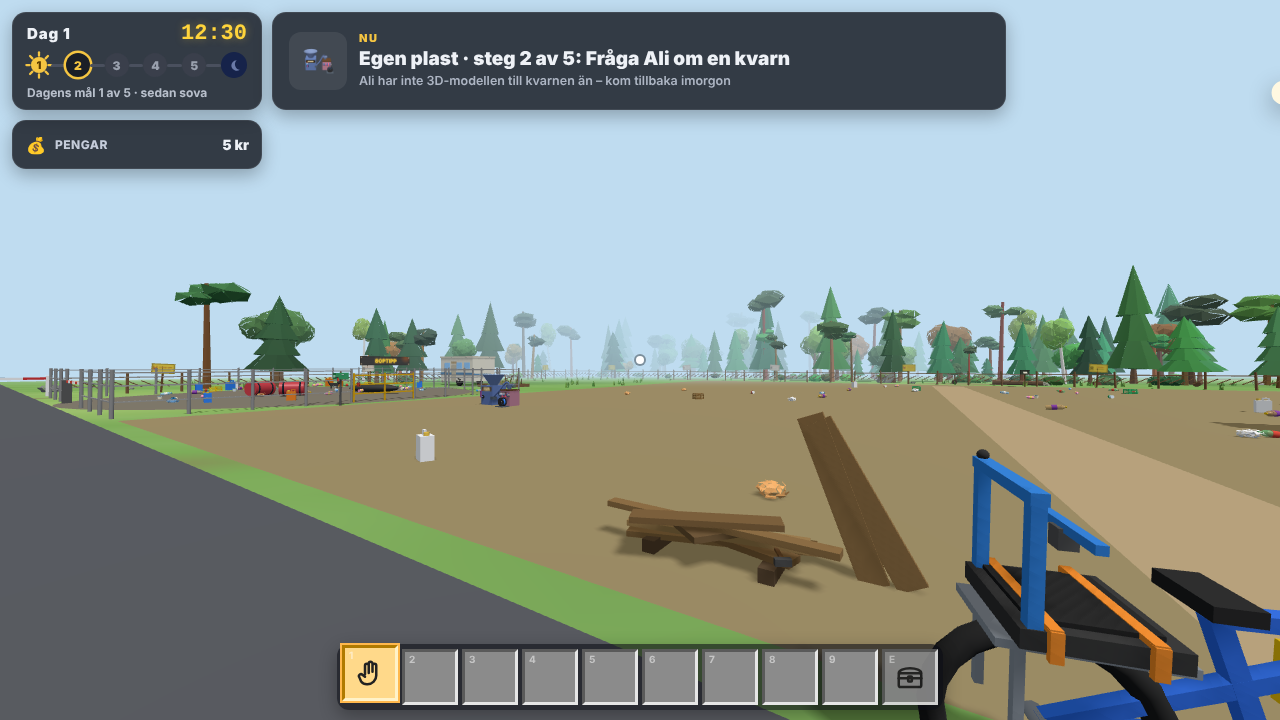 Dag 1
12:30
1
2
3
4
5
Dagens mål 1 av 5 · sedan sova
PENGAR
5 kr
NU
Egen plast · steg 2 av 5: Fråga Ali om en kvarn
Ali har inte 3D-modellen till kvarnen än – kom tillbaka imorgon
SOPTIPP
1
2
3
4
5
6
7
8
9
E